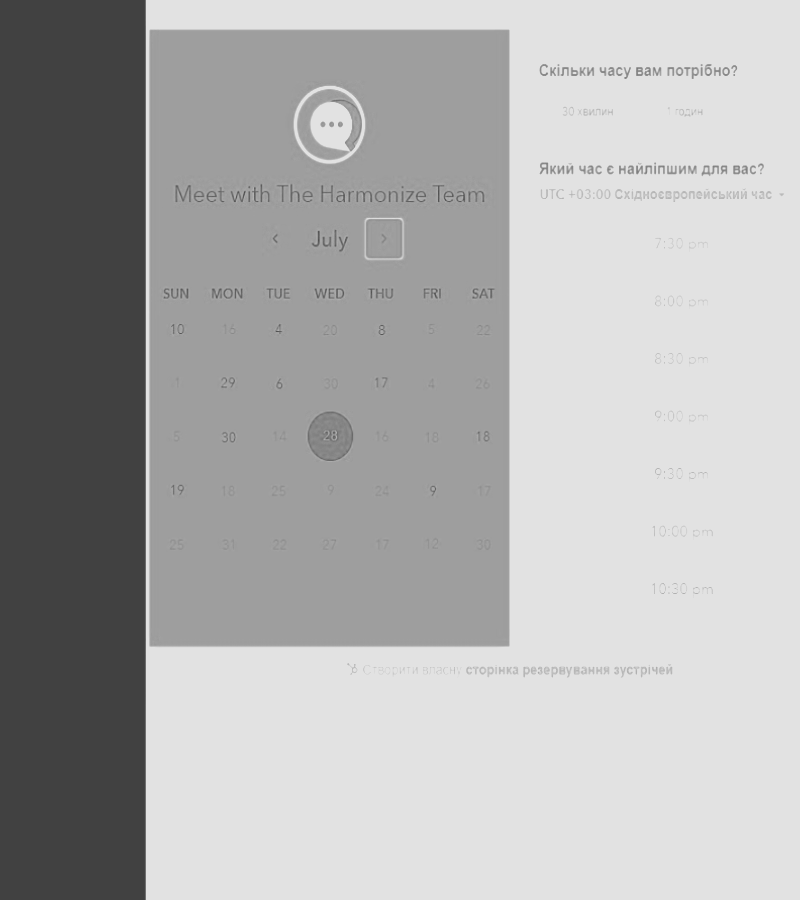 Meet with The Harmonize Team
July
SUN MON TUE WED THU FRI SAT
10 16 4 20 8 5 22
1 29 6 30 17 4 26
5 30 14 28 16 18 18
19 18 25 9 24 9 17
25 31 22 27 17 12 30
Скільки часу вам потрібно?
30 хвилин 1 годин
Який час є найліпшим для вас?
UTC +03:00 Східноєвропейський час
7:30 pm
8:00 pm
8:30 pm
9:00 pm
9:30 pm
10:00 pm
10:30 pm
Створити власну сторінка резервування зустрічей